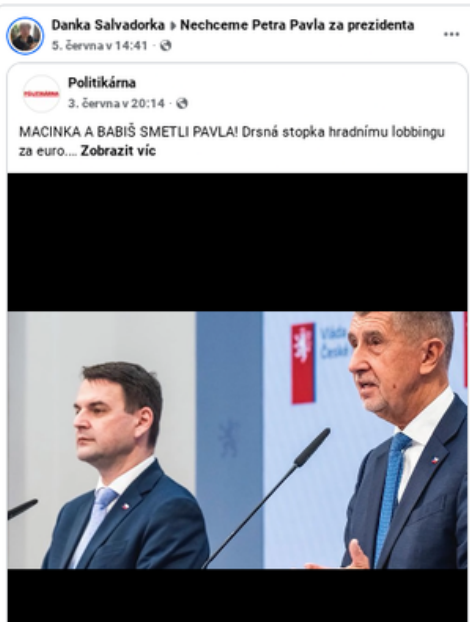 Danka Salvadorka ▸ Nechceme Petra Pavla za prezidenta
5. června v 14:41 ·
POLITIKÁRNA
Politikárna
3. června v 20:14 ·
MACINKA A BABIŠ SMETLI PAVLA! Drsná stopka hradnímu lobbingu
za euro.... Zobrazit víc
Vláda
České